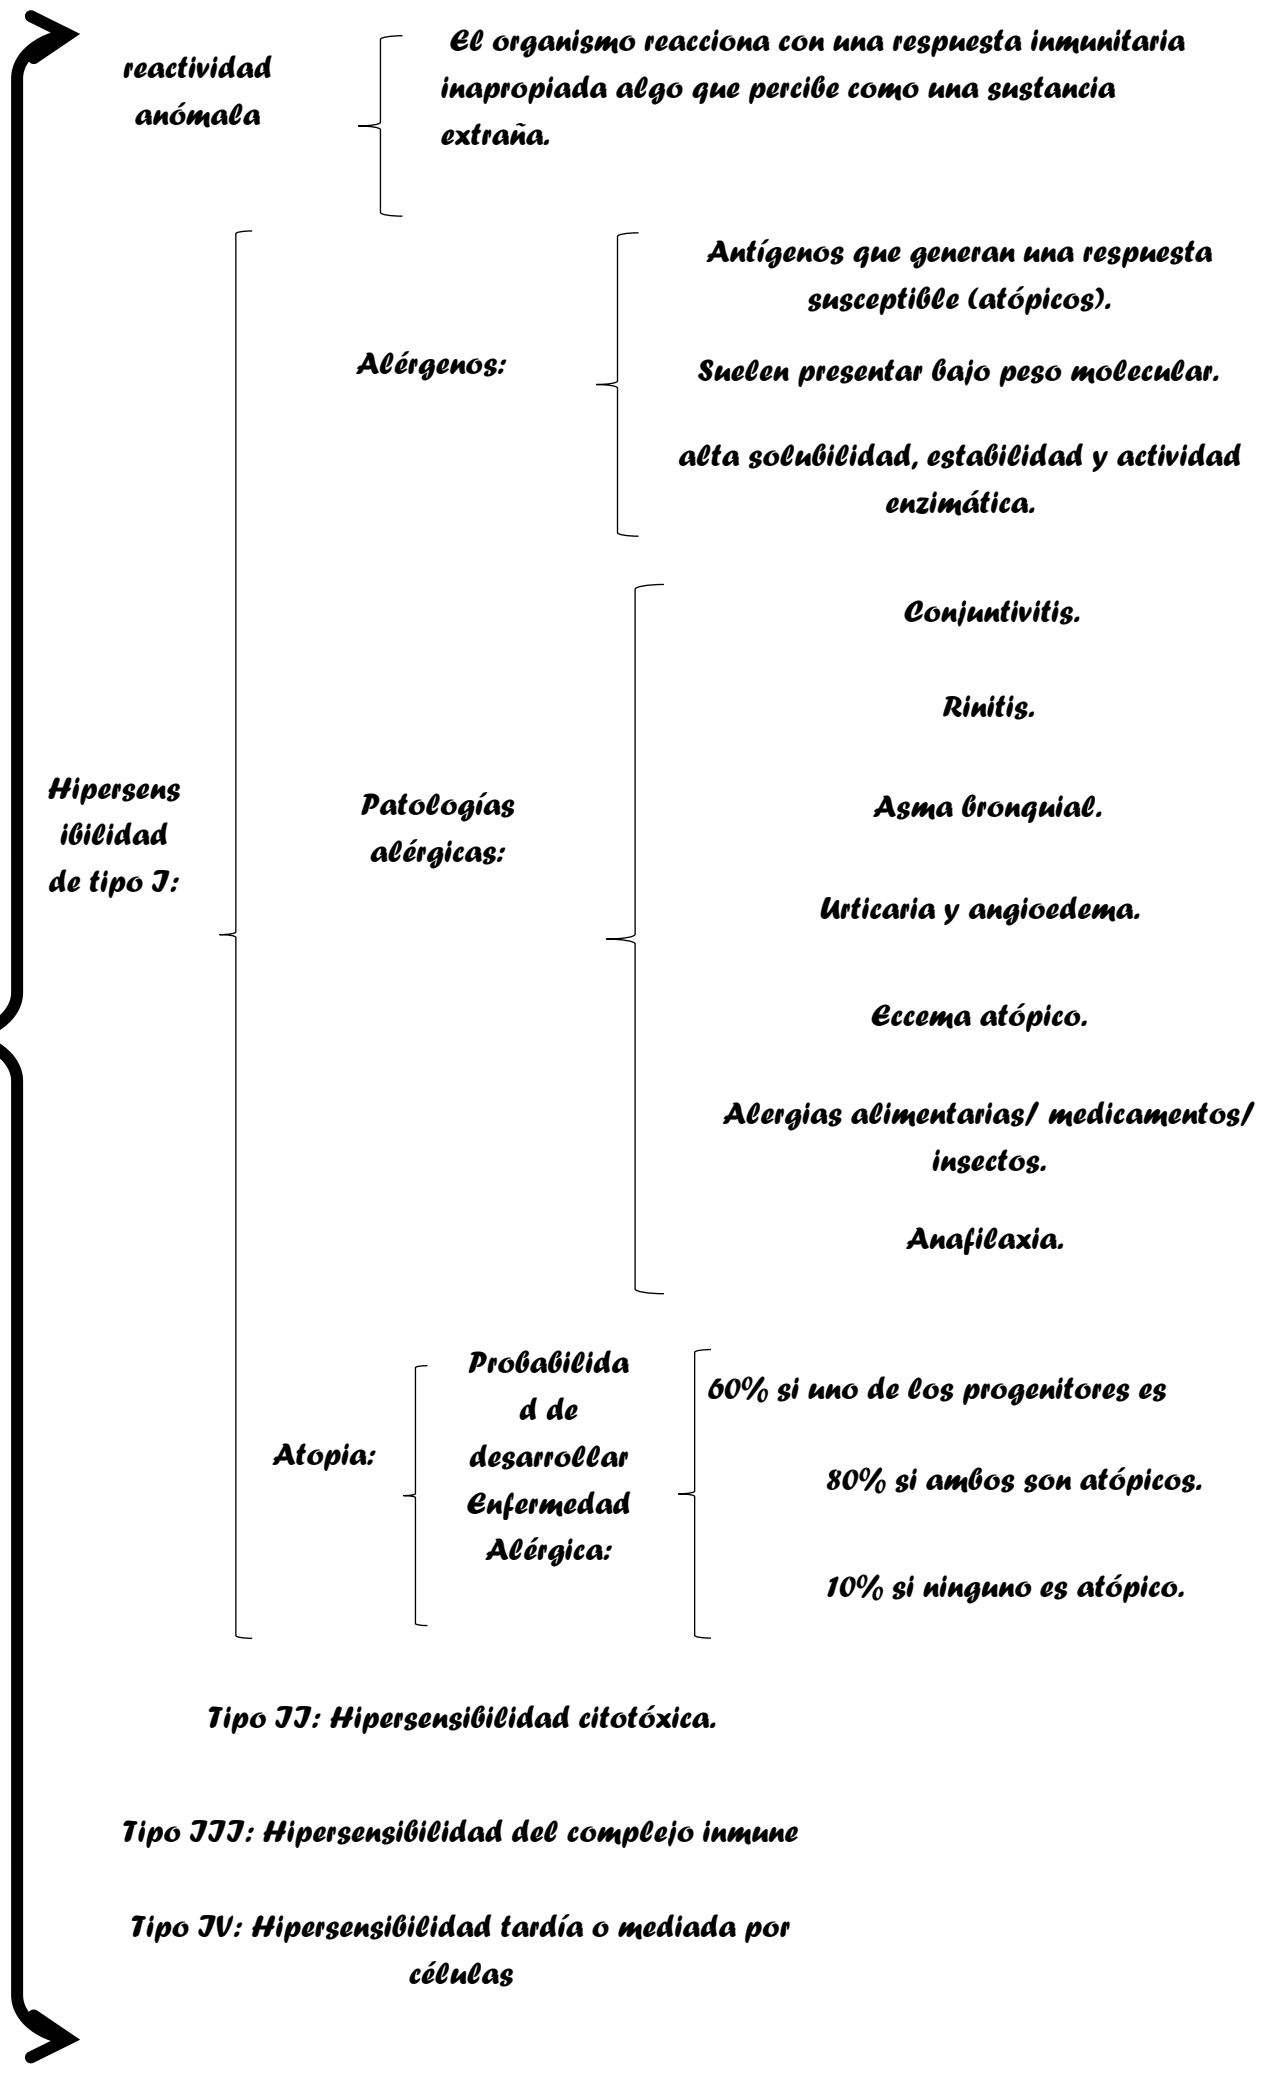 reactividad
anómala
El organismo reacciona con una respuesta inmunitaria
inapropiada algo que percibe como una sustancia
extraña.
Hipersens
ibilidad
de tipo I:
Alérgenos:
Antígenos que generan una respuesta
susceptible (atópicos).
Suelen presentar bajo peso molecular.
alta solubilidad, estabilidad y actividad
enzimática.
Patologías
alérgicas:
Conjuntivitis.
Rinitis.
Asma bronquial.
Urticaria y angioedema.
Eccema atópico.
Alergias alimentarias/ medicamentos/
insectos.
Anafilaxia.
Atopia:
Probabilida
d de
desarrollar
Enfermedad
Alérgica:
60% si uno de los progenitores es
80% si ambos son atópicos.
10% si ninguno es atópico.
Tipo II: Hipersensibilidad citotóxica.
Tipo III: Hipersensibilidad del complejo inmune
Tipo IV: Hipersensibilidad tardía o mediada por
células